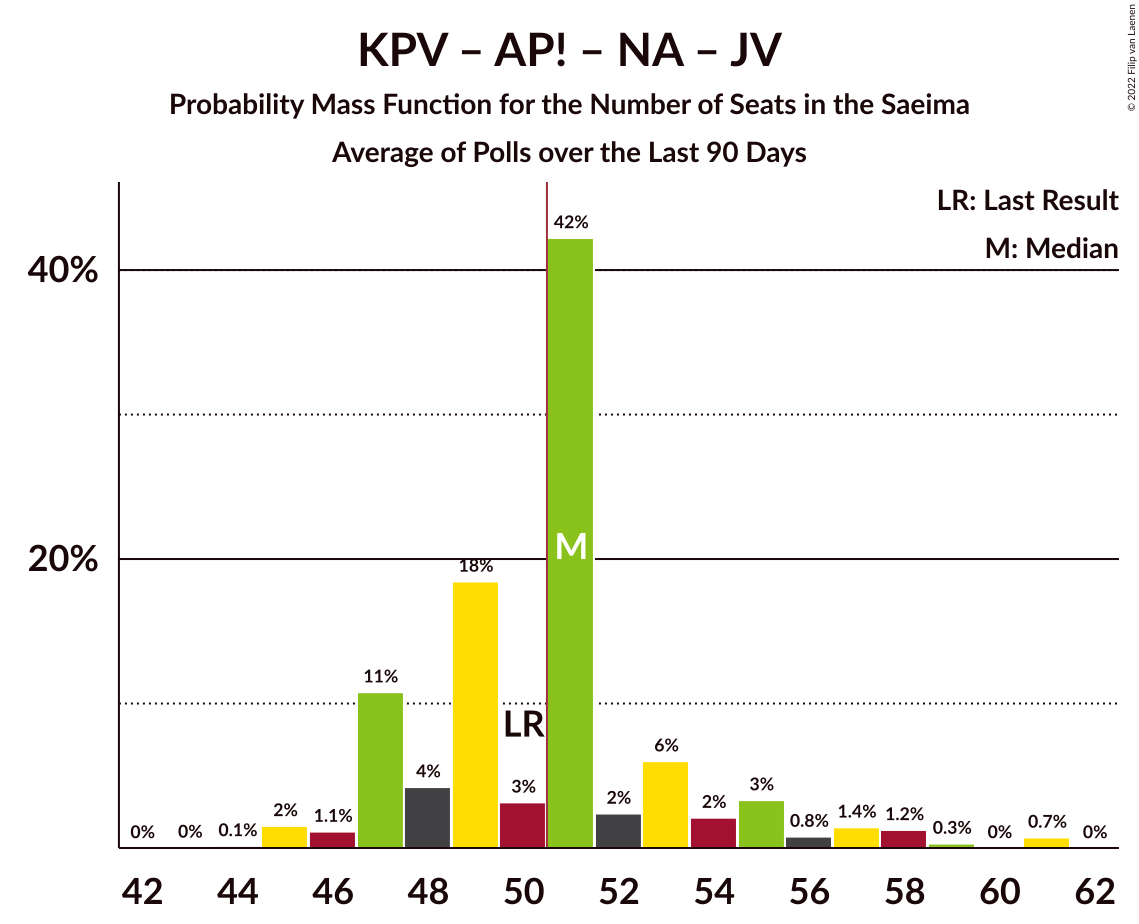 KPV – AP! – NA – JV
Probability Mass Function for the Number of Seats in the Saeima
Average of Polls over the Last 90 Days
© 2022 Filip van Laenen
LR: Last Result
M: Median
40%
20%
0% 0% 0.1% 2% 1.1% 11% 4% 18% 3% 42% 2% 6% 2% 3% 0.8% 1.4% 1.2% 0.3% 0% 0.7% 0%
LR
M
42 44 46 48 50 52 54 56 58 60 62